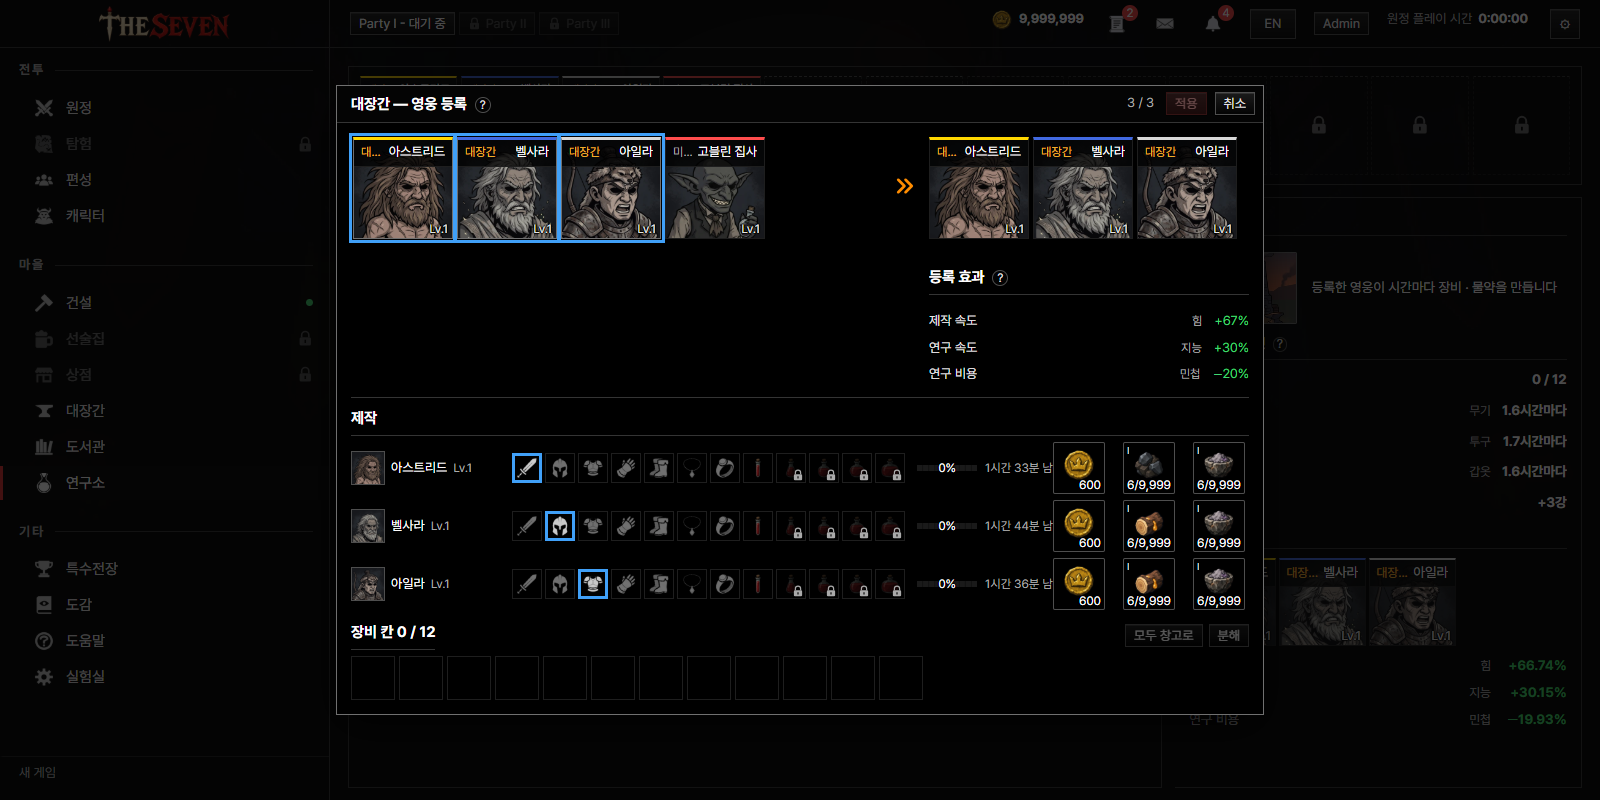 THE SEVEN
Party I - 대기 중
Party II
Party III
9,999,999
2
4
EN
Admin
원정 플레이 시간 0:00:00
전투
원정
탐험
편성
캐릭터
마을
건설
선술집
상점
대장간
도서관
연구소
기타
특수전장
도감
도움말
실험실
새 게임
대장간 — 영웅 등록 ?
3 / 3
적용
취소
대... 아스트리드
Lv.1
대장간 벨사라
Lv.1
대장간 아일라
Lv.1
미... 고블린 집사
Lv.1
대... 아스트리드
Lv.1
대장간 벨사라
Lv.1
대장간 아일라
Lv.1
등록 효과 ?
제작 속도 힘 +67%
연구 속도 지능 +30%
연구 비용 민첩 –20%
제작
아스트리드 Lv.1
0%
1시간 33분 남
600
I 6/9,999
I 6/9,999
벨사라 Lv.1
0%
1시간 44분 남
600
I 6/9,999
I 6/9,999
아일라 Lv.1
0%
1시간 36분 남
600
I 6/9,999
I 6/9,999
장비 칸 0 / 12
모두 창고로
분해
등록한 영웅이 시간마다 장비 · 물약을 만듭니다
?
0 / 12
무기 1.6시간마다
투구 1.7시간마다
갑옷 1.6시간마다
+3강
대장... 벨사라
Lv.1
대... 아일라
Lv.1
힘 +66.74%
지능 +30.15%
연구 비용 민첩 –19.93%